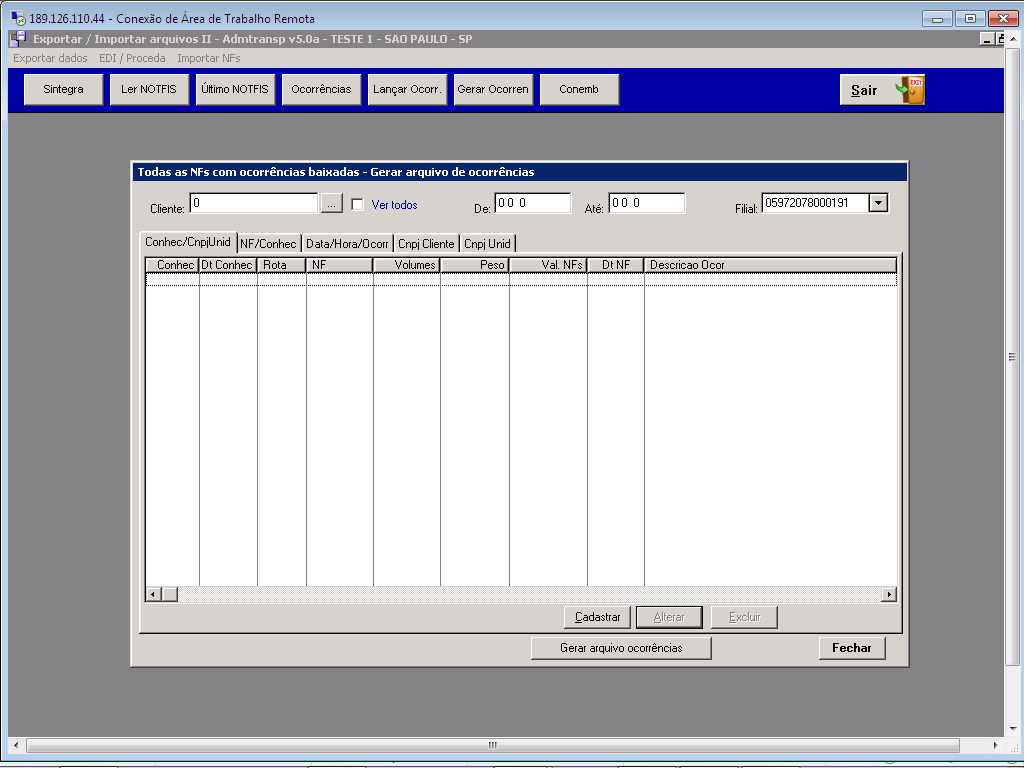 189.126.110.44 - Conexão de Área de Trabalho Remota
Exportar / Importar arquivos II - Admtransp v5.0a - TESTE 1 - SAO PAULO - SP
Exportar dados EDI / Proceda Importar NFs
Sintegra Ler NOTFIS Último NOTFIS Ocorrências Lançar Ocorr. Gerar Ocorren Conemb Sair EXIT
Todas as NFs com ocorrências baixadas - Gerar arquivo de ocorrências
Cliente: 0 ... Ver todos De: 0 0 0 Até: 0 0 0 Filial: 05972078000191
Conhec/CnpjUnid NF/Conhec Data/Hora/Ocorr Cnpj Cliente Cnpj Unid
Conhec Dt Conhec Rota NF Volumes Peso Val. NFs Dt NF Descricao Ocor
Cadastrar Alterar Excluir
Gerar arquivo ocorrências Fechar